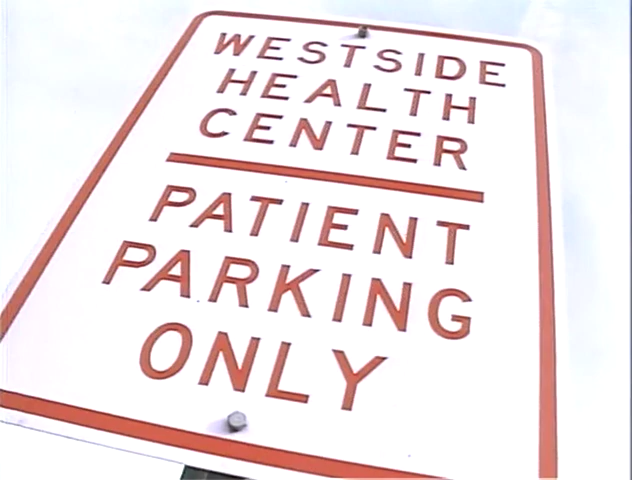 WESTSIDE
HEALTH
CENTER
PATIENT
PARKING
ONLY